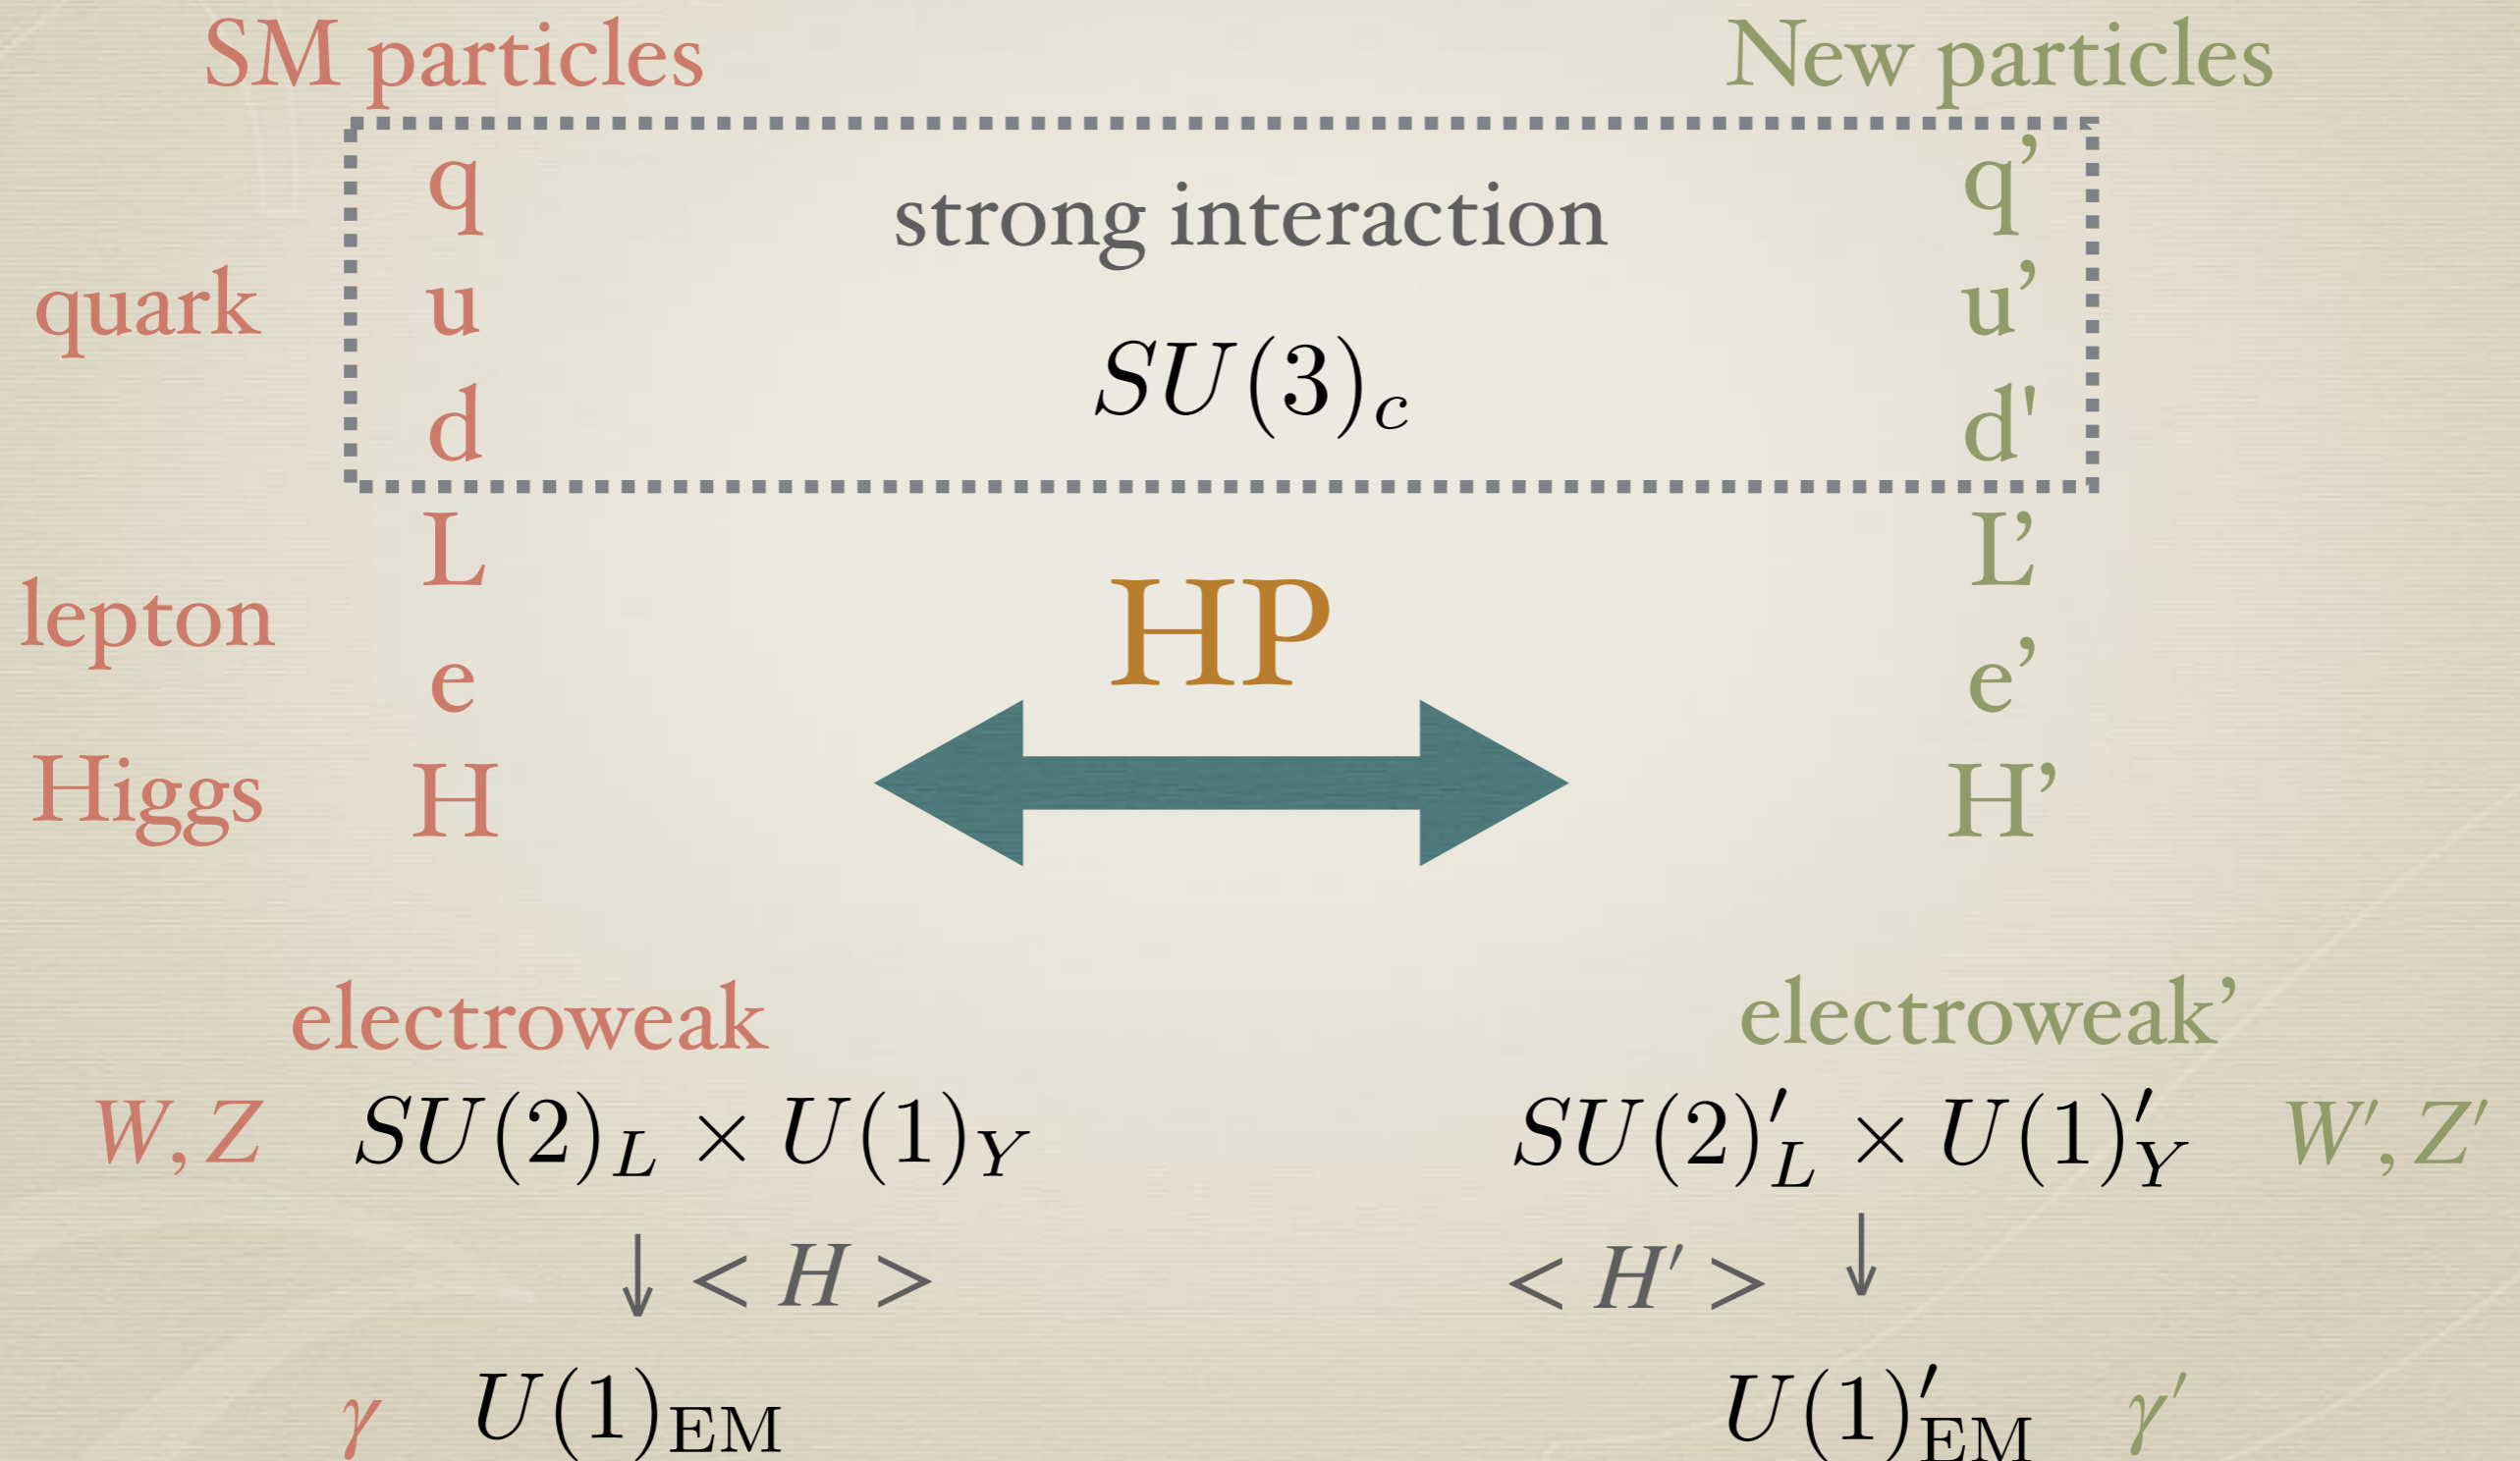 SM particles New particles
q q’
strong interaction
quark u u’
SU(3)_c
d d'
L L’
HP
lepton
e e’
Higgs H H’
electroweak electroweak’
W, Z SU(2)_L × U(1)_Y SU(2)′_L × U(1)′_Y W′, Z′
↓ < H > < H′ > ↓
γ U(1)_EM U(1)′_EM γ′